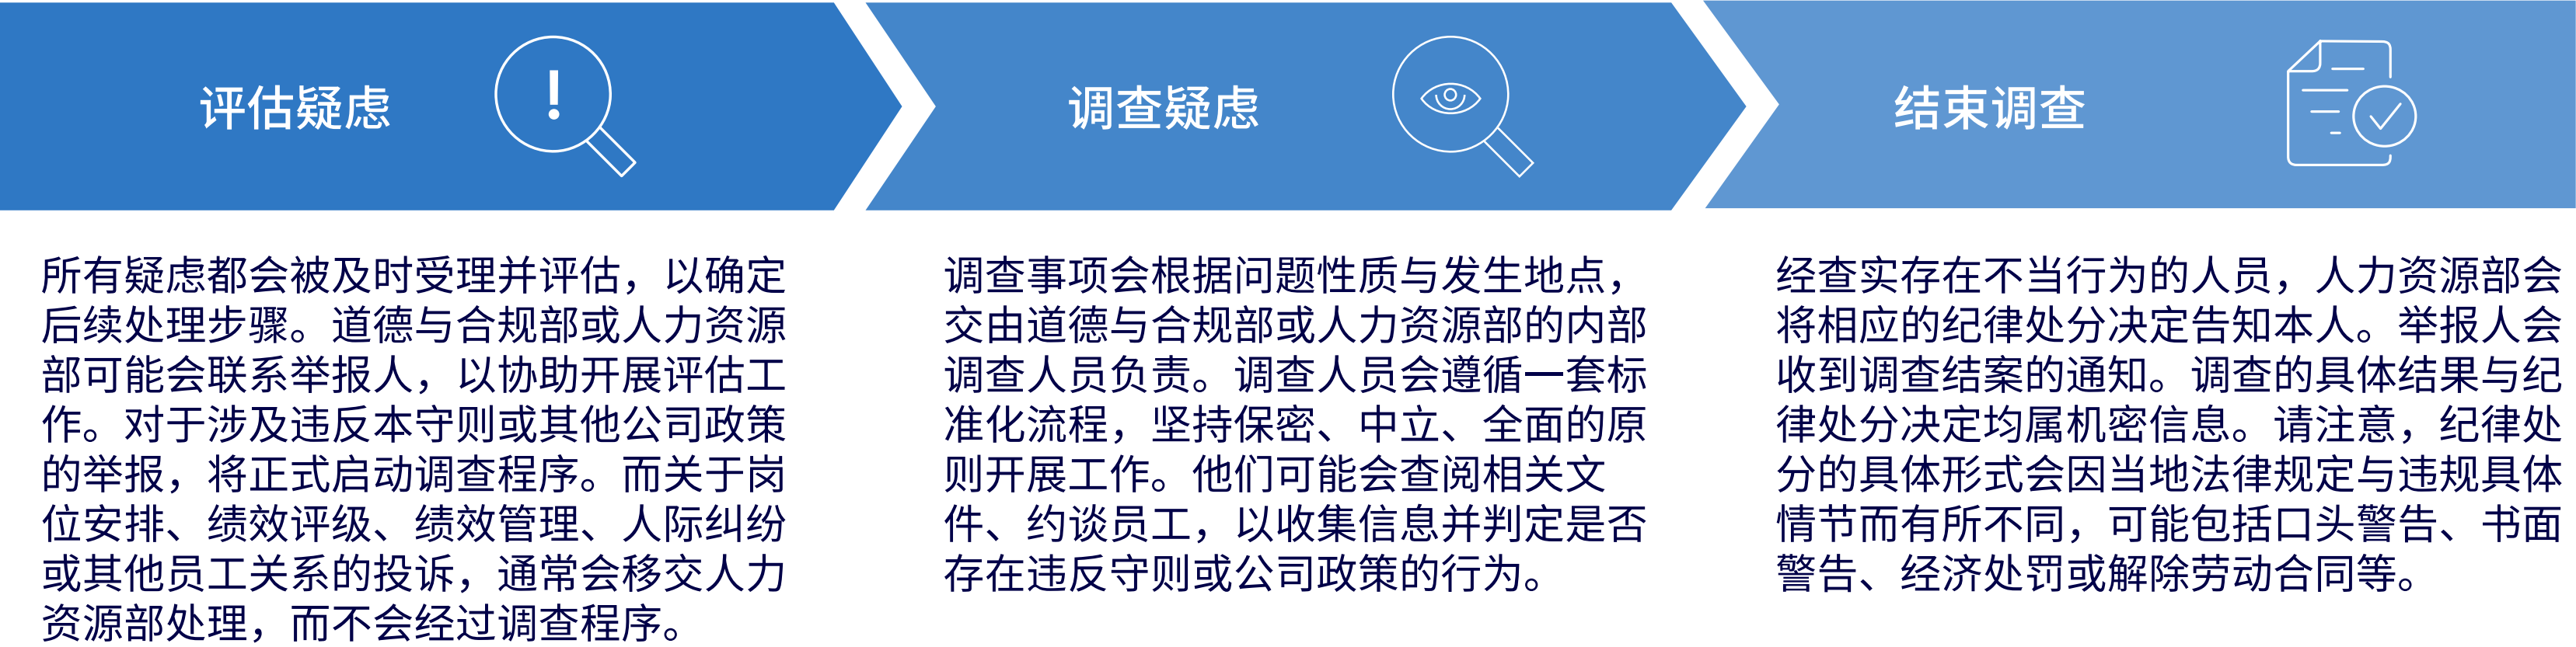 评估疑虑
所有疑虑都会被及时受理并评估，以确定
后续处理步骤。道德与合规部或人力资源
部可能会联系举报人，以协助开展评估工
作。对于涉及违反本守则或其他公司政策
的举报，将正式启动调查程序。而关于岗
位安排、绩效评级、绩效管理、人际纠纷
或其他员工关系的投诉，通常会移交人力
资源部处理，而不会经过调查程序。
调查疑虑
调查事项会根据问题性质与发生地点，
交由道德与合规部或人力资源部的内部
调查人员负责。调查人员会遵循一套标
准化流程，坚持保密、中立、全面的原
则开展工作。他们可能会查阅相关文
件、约谈员工，以收集信息并判定是否
存在违反守则或公司政策的行为。
结束调查
经查实存在不当行为的人员，人力资源部会
将相应的纪律处分决定告知本人。举报人会
收到调查结案的通知。调查的具体结果与纪
律处分决定均属机密信息。请注意，纪律处
分的具体形式会因当地法律规定与违规具体
情节而有所不同，可能包括口头警告、书面
警告、经济处罚或解除劳动合同等。